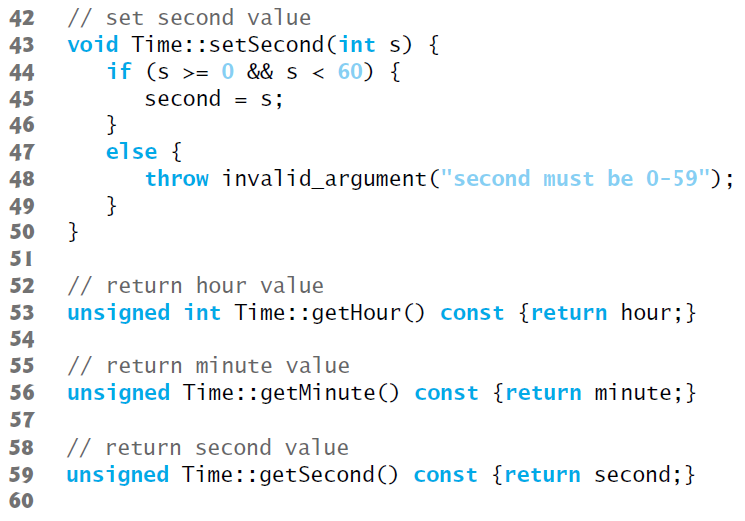 42 // set second value
43 void Time::setSecond(int s) {
44    if (s >= 0 && s < 60) {
45       second = s;
46    }
47    else {
48       throw invalid_argument("second must be 0-59");
49    }
50 }
51
52 // return hour value
53 unsigned int Time::getHour() const {return hour;}
54
55 // return minute value
56 unsigned Time::getMinute() const {return minute;}
57
58 // return second value
59 unsigned Time::getSecond() const {return second;}
60